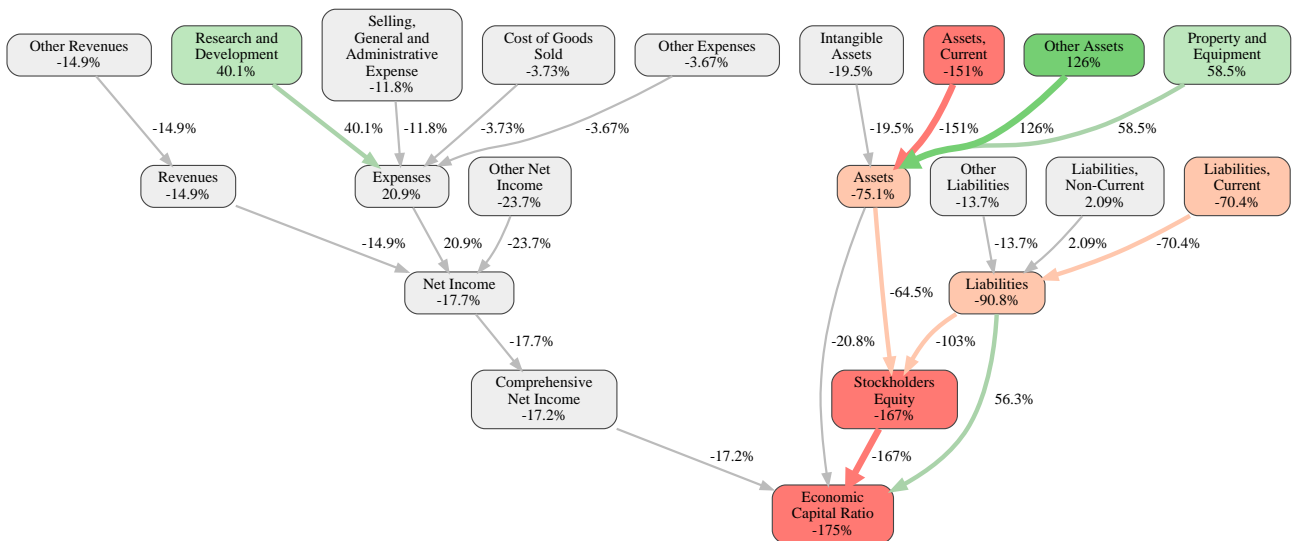 Other Revenues
-14.9%
Research and
Development
40.1%
Selling,
General and
Administrative
Expense
-11.8%
Cost of Goods
Sold
-3.73%
Other Expenses
-3.67%
Intangible
Assets
-19.5%
Assets,
Current
-151%
Other Assets
126%
Property and
Equipment
58.5%
-14.9%
40.1%
-11.8%
-3.73%
-3.67%
-19.5%
-151%
126%
58.5%
Revenues
-14.9%
Expenses
20.9%
Other Net
Income
-23.7%
Assets
-75.1%
Other
Liabilities
-13.7%
Liabilities,
Non-Current
2.09%
Liabilities,
Current
-70.4%
-14.9%
20.9%
-23.7%
-13.7%
2.09%
-70.4%
Net Income
-17.7%
-64.5%
Liabilities
-90.8%
-17.7%
-20.8%
-103%
Comprehensive
Net Income
-17.2%
Stockholders
Equity
-167%
56.3%
-17.2%
-167%
Economic
Capital Ratio
-175%